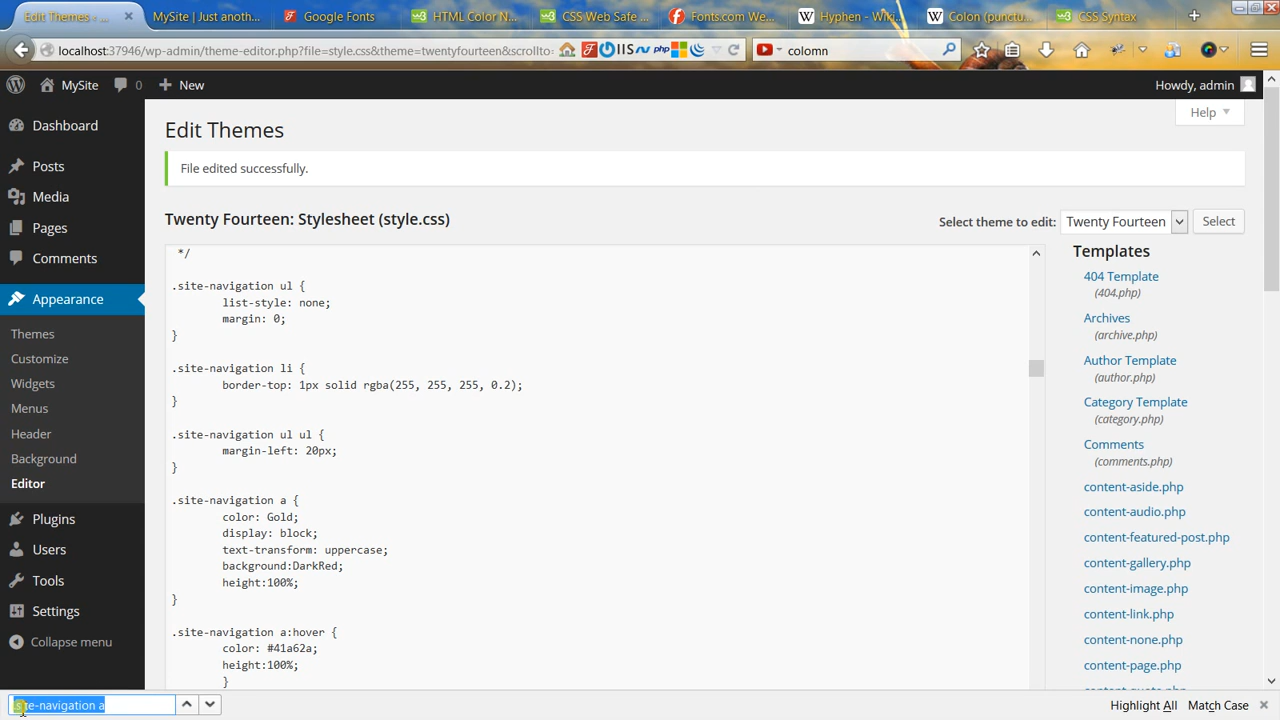 Edit Themes ‹ ...
MySite | Just anoth...
Google Fonts
HTML Color N...
CSS Web Safe ...
Fonts.com We...
Hyphen - Wiki...
Colon (punctu...
CSS Syntax
localhost:37946/wp-admin/theme-editor.php?file=style.css&theme=twentyfourteen&scrollto:
IIS
php
colomn
MySite
0
New
Howdy, admin
Help
Dashboard
Posts
Media
Pages
Comments
Appearance
Themes
Customize
Widgets
Menus
Header
Background
Editor
Plugins
Users
Tools
Settings
Collapse menu
Edit Themes
File edited successfully.
Twenty Fourteen: Stylesheet (style.css)
Select theme to edit:
Twenty Fourteen
Select
*/
.site-navigation ul {
list-style: none;
margin: 0;
}
.site-navigation li {
border-top: 1px solid rgba(255, 255, 255, 0.2);
}
.site-navigation ul ul {
margin-left: 20px;
}
.site-navigation a {
color: Gold;
display: block;
text-transform: uppercase;
background:DarkRed;
height:100%;
}
.site-navigation a:hover {
color: #41a62a;
height:100%;
}
Templates
404 Template
(404.php)
Archives
(archive.php)
Author Template
(author.php)
Category Template
(category.php)
Comments
(comments.php)
content-aside.php
content-audio.php
content-featured-post.php
content-gallery.php
content-image.php
content-link.php
content-none.php
content-page.php
content-quote.php
.site-navigation a
Highlight All
Match Case